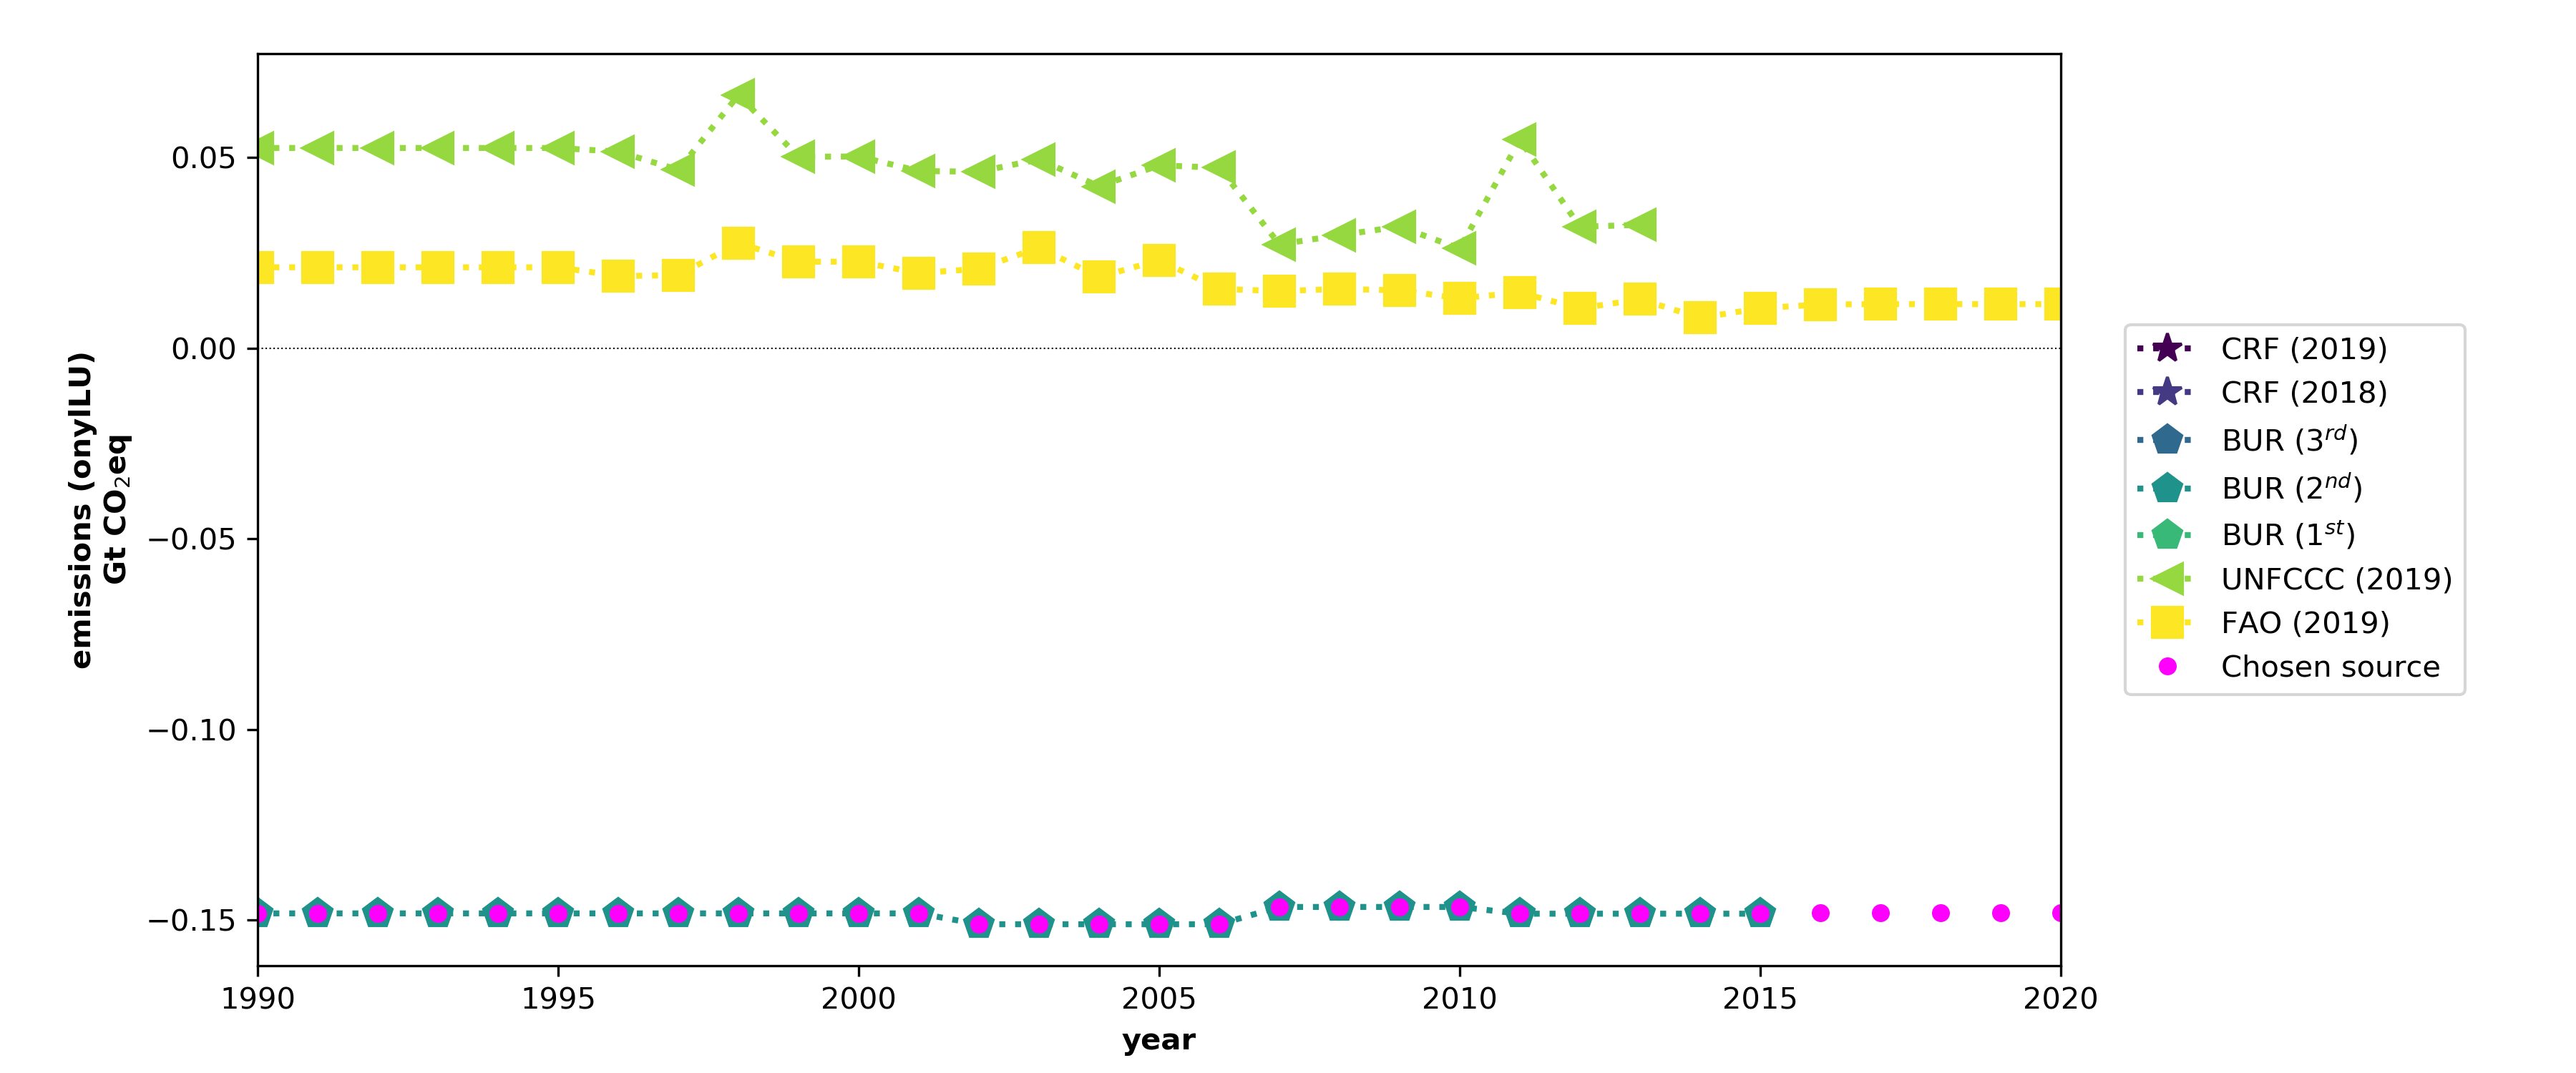 emissions (onylLU)
Gt CO₂eq
0.05
0.00
−0.05
−0.10
−0.15
1990 1995 2000 2005 2010 2015 2020
year
CRF (2019)
CRF (2018)
BUR (3rd)
BUR (2nd)
BUR (1st)
UNFCCC (2019)
FAO (2019)
Chosen source